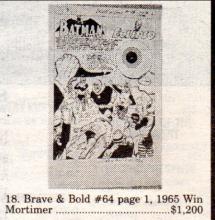 BATMAN
ECLIPSO
18. Brave & Bold #64 page 1, 1965 Win
Mortimer ..............................$1,200